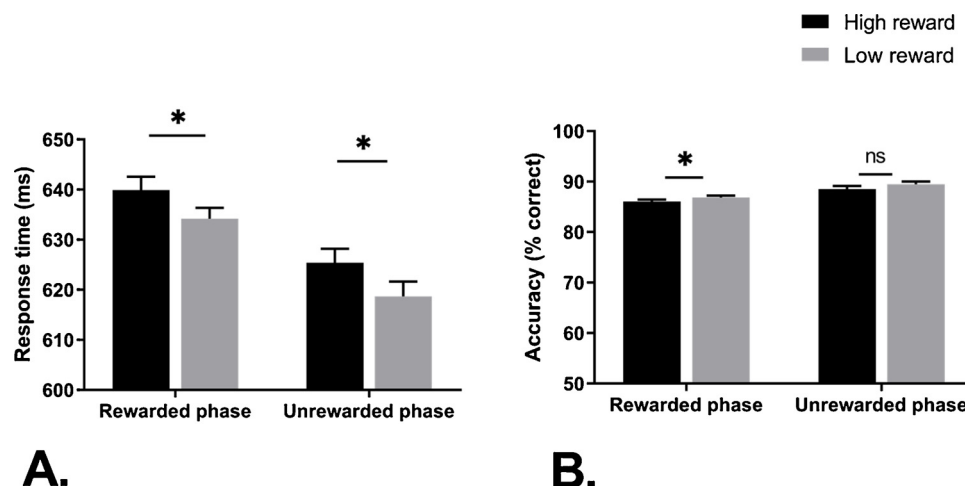 High reward
Low reward
Response time (ms)
650
640
630
620
610
600
*
*
Rewarded phase
Unrewarded phase
A.
Accuracy (% correct)
100
90
80
70
60
50
*
ns
Rewarded phase
Unrewarded phase
B.